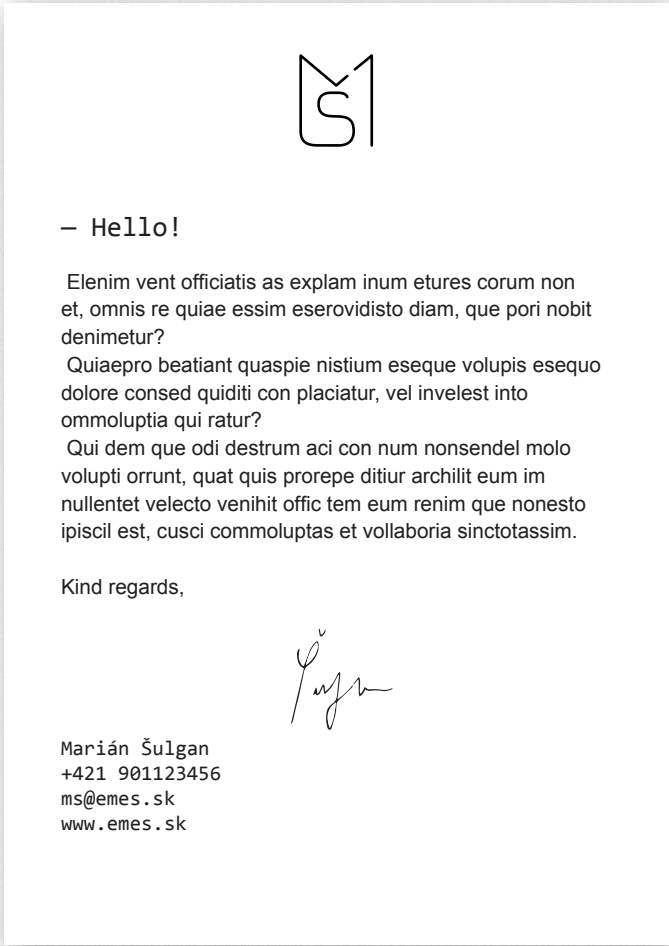 MŠ
— Hello!
Elenim vent officiatis as explam inum etures corum non
et, omnis re quiae essim eserovidisto diam, que pori nobit
denimetur?
Quiaepro beatiant quaspie nistium eseque volupis esequo
dolore consed quiditi con placiatur, vel invelest into
ommoluptia qui ratur?
Qui dem que odi destrum aci con num nonsendel molo
volupti orrunt, quat quis prorepe ditiur archilit eum im
nullentet velecto venihit offic tem eum renim que nonesto
ipiscil est, cusci commoluptas et vollaboria sinctotassim.
Kind regards,
Marián Šulgan
+421 901123456
ms@emes.sk
www.emes.sk